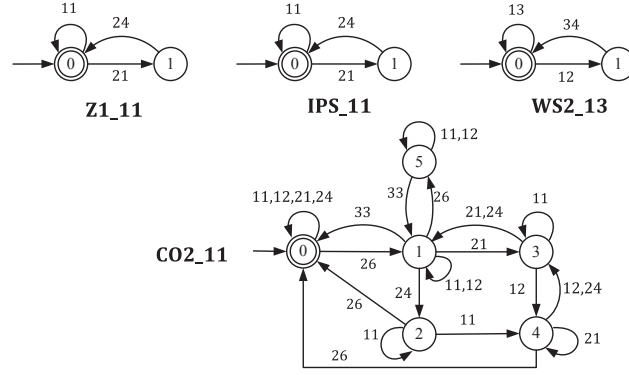 11 24 11 24 13 34
0 1 0 1 0 1
21 21 12
Z1_11 IPS_11 WS2_13
5 11,12
33 26
11,12,21,24 33 21,24 11
CO2_11 0 1 3
26 21
11,12
26 24 12 12,24
11 2 11 4 21
26